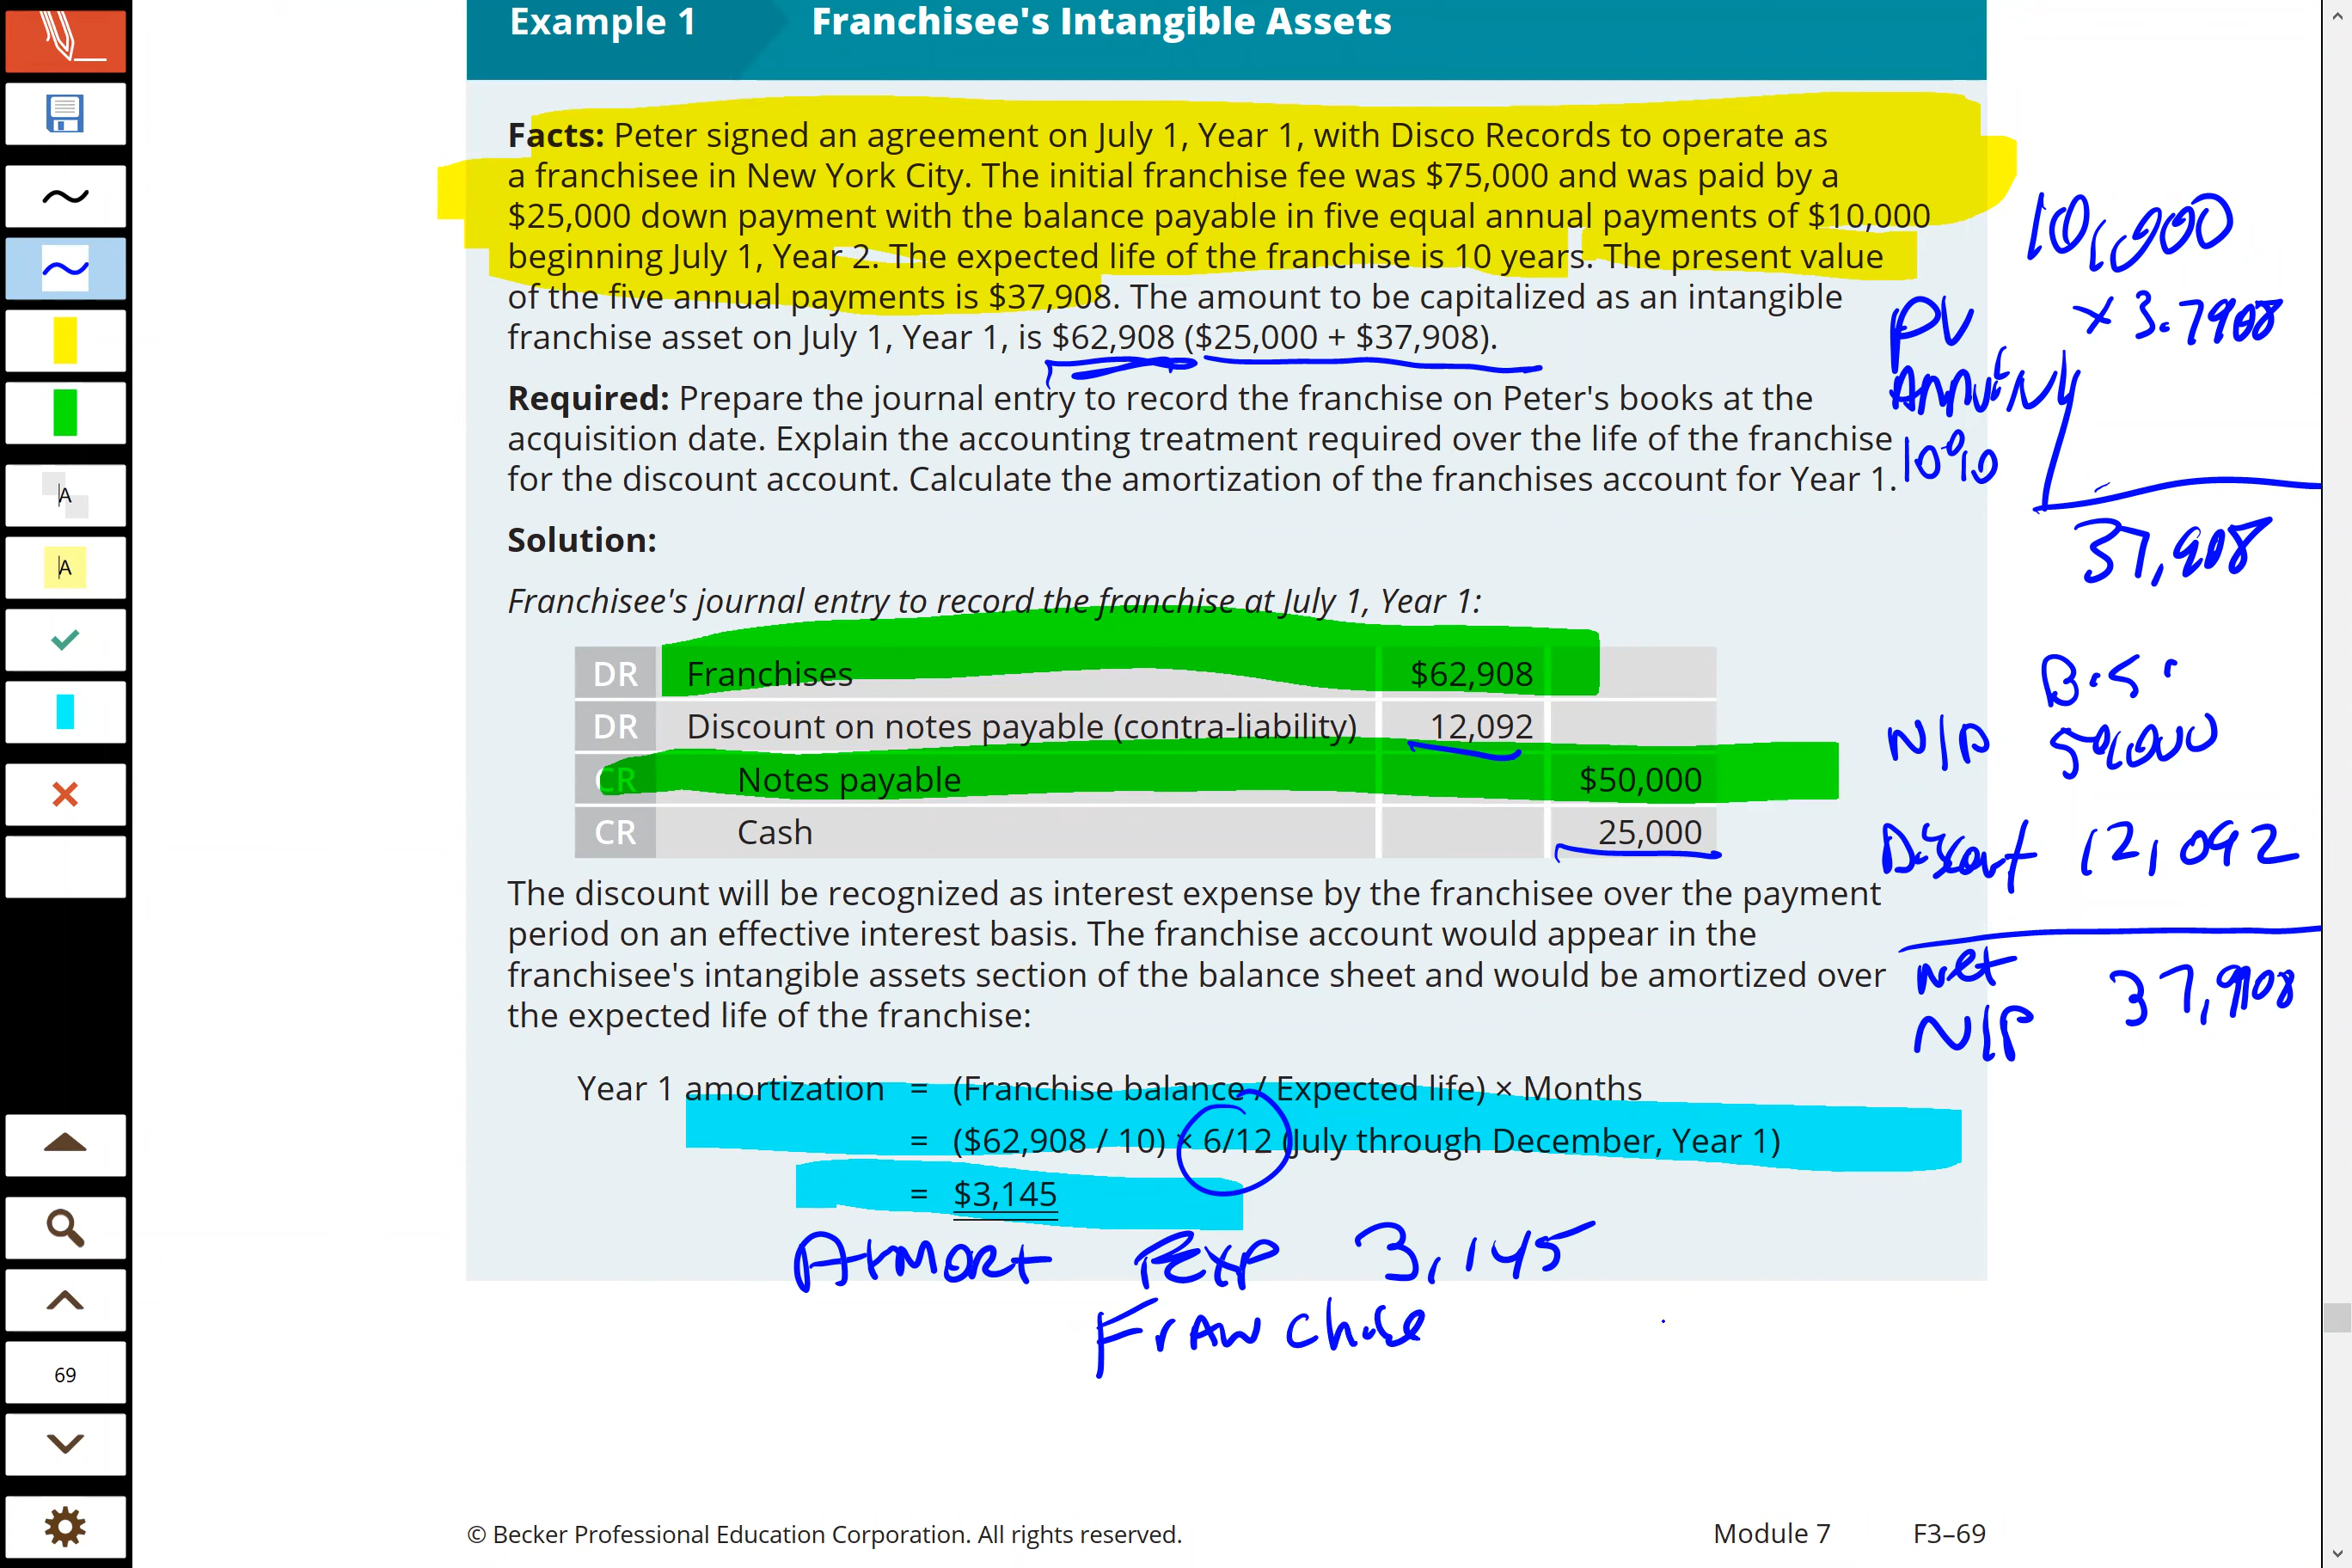 Example 1 Franchisee's Intangible Assets
Facts: Peter signed an agreement on July 1, Year 1, with Disco Records to operate as
a franchisee in New York City. The initial franchise fee was $75,000 and was paid by a
$25,000 down payment with the balance payable in five equal annual payments of $10,000
beginning July 1, Year 2. The expected life of the franchise is 10 years. The present value
of the five annual payments is $37,908. The amount to be capitalized as an intangible
franchise asset on July 1, Year 1, is $62,908 ($25,000 + $37,908).
10,000
x 3.7908
PV
Annuity
10%
37,908
Required: Prepare the journal entry to record the franchise on Peter's books at the
acquisition date. Explain the accounting treatment required over the life of the franchise
for the discount account. Calculate the amortization of the franchises account for Year 1.
Solution:
Franchisee's journal entry to record the franchise at July 1, Year 1:
DR Franchises $62,908
DR Discount on notes payable (contra-liability) 12,092
CR Notes payable $50,000
CR Cash 25,000
B.S.
N/P 50,000
Discount 12,092
Net
N/P 37,908
The discount will be recognized as interest expense by the franchisee over the payment
period on an effective interest basis. The franchise account would appear in the
franchisee's intangible assets section of the balance sheet and would be amortized over
the expected life of the franchise:
Year 1 amortization = (Franchise balance / Expected life) × Months
= ($62,908 / 10) × 6/12 (July through December, Year 1)
= $3,145
Amort Exp 3,145
Franchise
A
A
69
© Becker Professional Education Corporation. All rights reserved. Module 7 F3–69